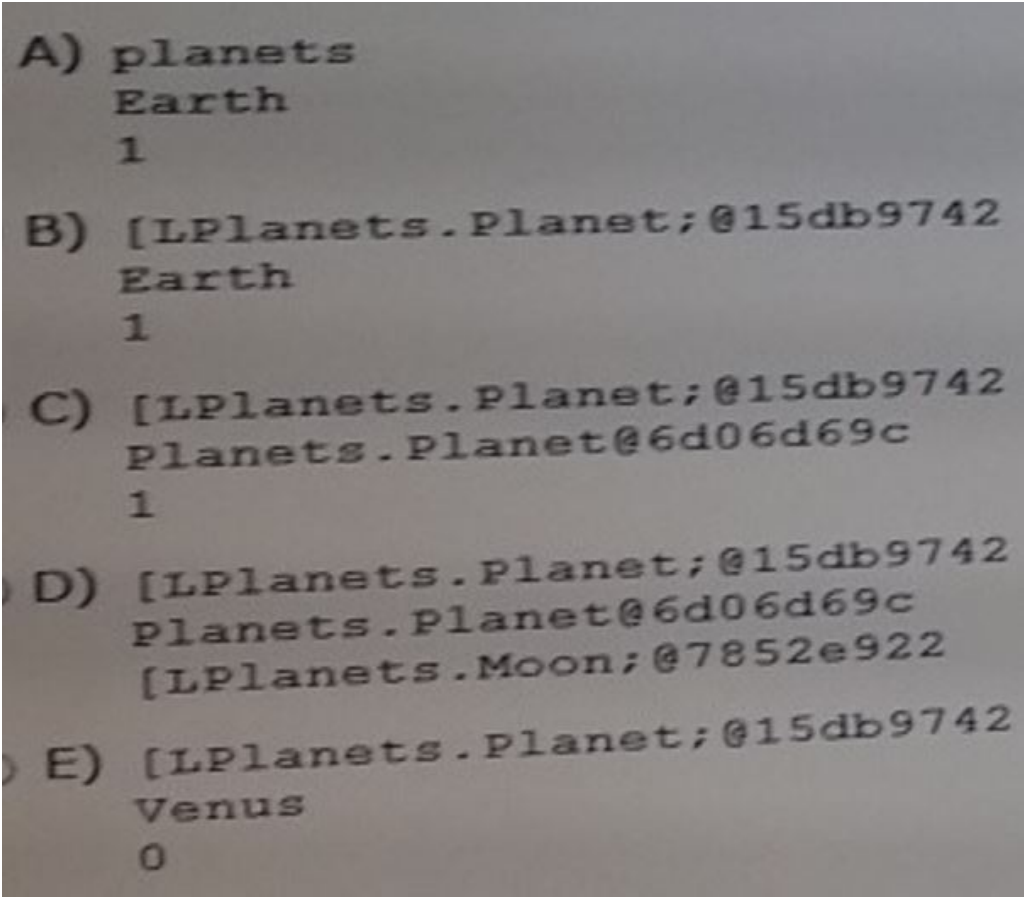 A) planets
Earth
1
B) [LPlanets.Planet;@15db9742
Earth
1
C) [LPlanets.Planet;@15db9742
Planets.Planet@6d06d69c
1
D) [LPlanets.Planet;@15db9742
Planets.Planet@6d06d69c
[LPlanets.Moon;@7852e922
E) [LPlanets.Planet;@15db9742
Venus
0